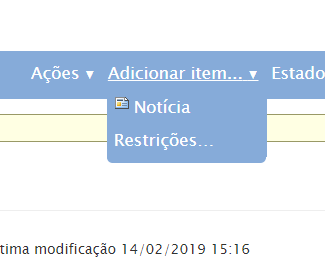 Ações ▾ Adicionar item... ▾ Estado
Notícia
Restrições...
tima modificação 14/02/2019 15:16